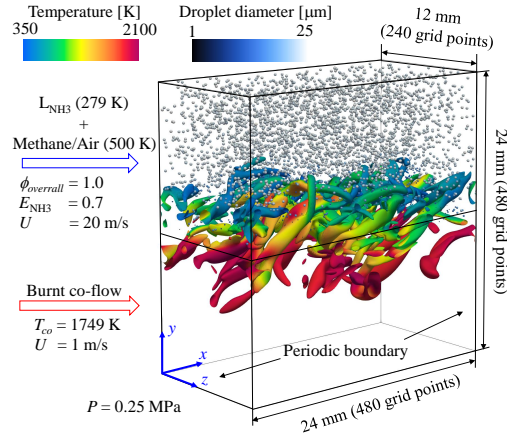 Temperature [K]
350 2100
Droplet diameter [μm]
1 25
12 mm
(240 grid points)
L_NH3 (279 K)
+
Methane/Air (500 K)
ϕ_overrall = 1.0
E_NH3 = 0.7
U = 20 m/s
24 mm (480 grid points)
Burnt co-flow
T_co = 1749 K
U = 1 m/s
y
x
z
Periodic boundary
P = 0.25 MPa
24 mm (480 grid points)